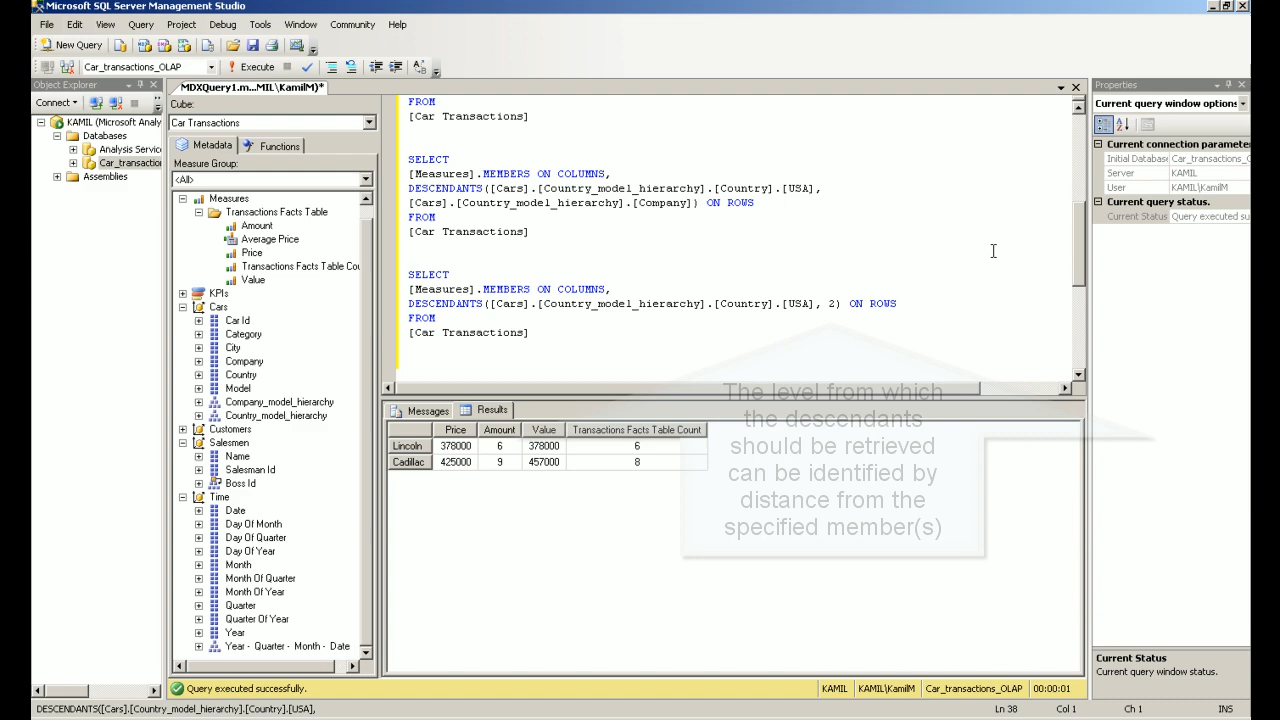 Microsoft SQL Server Management Studio
File Edit View Query Project Debug Tools Window Community Help
New Query
Car_transactions_OLAP Execute
Object Explorer
Connect
KAMIL (Microsoft Analy
Databases
Analysis Servic
Car_transactio
Assemblies
MDXQuery1.m...MIL\KamilM)*
Cube:
Car Transactions
Metadata Functions
Measure Group:
<All>
Measures
Transactions Facts Table
Amount
Average Price
Price
Transactions Facts Table Cou
Value
KPIs
Cars
Car Id
Category
City
Company
Country
Model
Company_model_hierarchy
Country_model_hierarchy
Customers
Salesmen
Name
Salesman Id
Boss Id
Time
Date
Day Of Month
Day Of Quarter
Day Of Year
Month
Month Of Quarter
Month Of Year
Quarter
Quarter Of Year
Year
Year - Quarter - Month - Date
FROM
[Car Transactions]
SELECT
[Measures].MEMBERS ON COLUMNS,
DESCENDANTS([Cars].[Country_model_hierarchy].[Country].[USA],
[Cars].[Country_model_hierarchy].[Company]) ON ROWS
FROM
[Car Transactions]
SELECT
[Measures].MEMBERS ON COLUMNS,
DESCENDANTS([Cars].[Country_model_hierarchy].[Country].[USA], 2) ON ROWS
FROM
[Car Transactions]
The level from which
the descendants
should be retrieved
can be identified by
distance from the
specified member(s)
Messages Results
Price Amount Value Transactions Facts Table Count
Lincoln 378000 6 378000 6
Cadillac 425000 9 457000 8
Properties
Current query window options
Current connection parameter
Initial Database Car_transactions_O
Server KAMIL
User KAMIL\KamilM
Current query status.
Current Status Query executed su
Current Status
Current query window status.
Query executed successfully. KAMIL KAMIL\KamilM Car_transactions_OLAP 00:00:01
DESCENDANTS([Cars].[Country_model_hierarchy].[Country].[USA], Ln 38 Col 1 Ch 1 INS